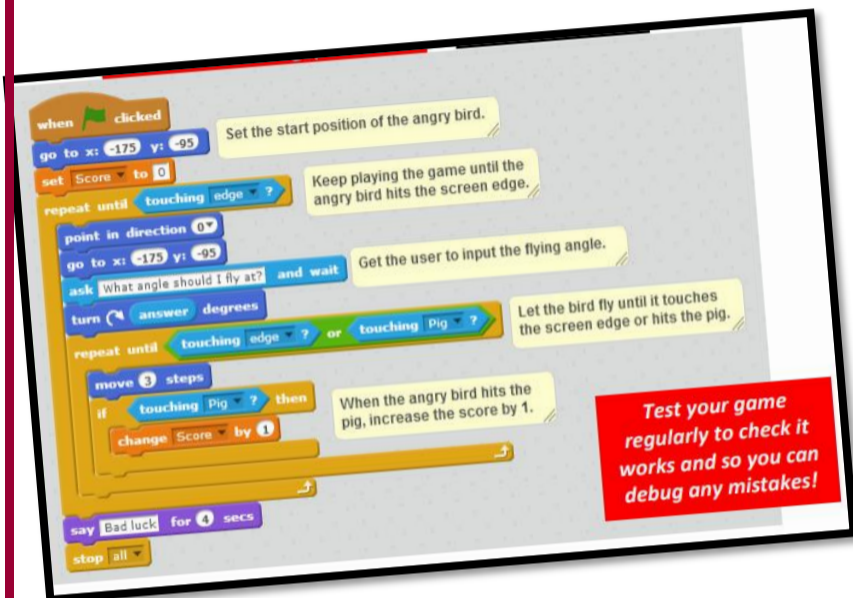 when clicked
go to x: -175 y: -95
Set the start position of the angry bird.
set Score to 0
repeat until touching edge ?
Keep playing the game until the
angry bird hits the screen edge.
point in direction 0
go to x: -175 y: -95
ask What angle should I fly at? and wait
Get the user to input the flying angle.
turn answer degrees
repeat until touching edge ? or touching Pig ?
Let the bird fly until it touches
the screen edge or hits the pig.
move 3 steps
if touching Pig ? then
When the angry bird hits the
pig, increase the score by 1.
change Score by 1
Test your game
regularly to check it
works and so you can
debug any mistakes!
say Bad luck for 4 secs
stop all